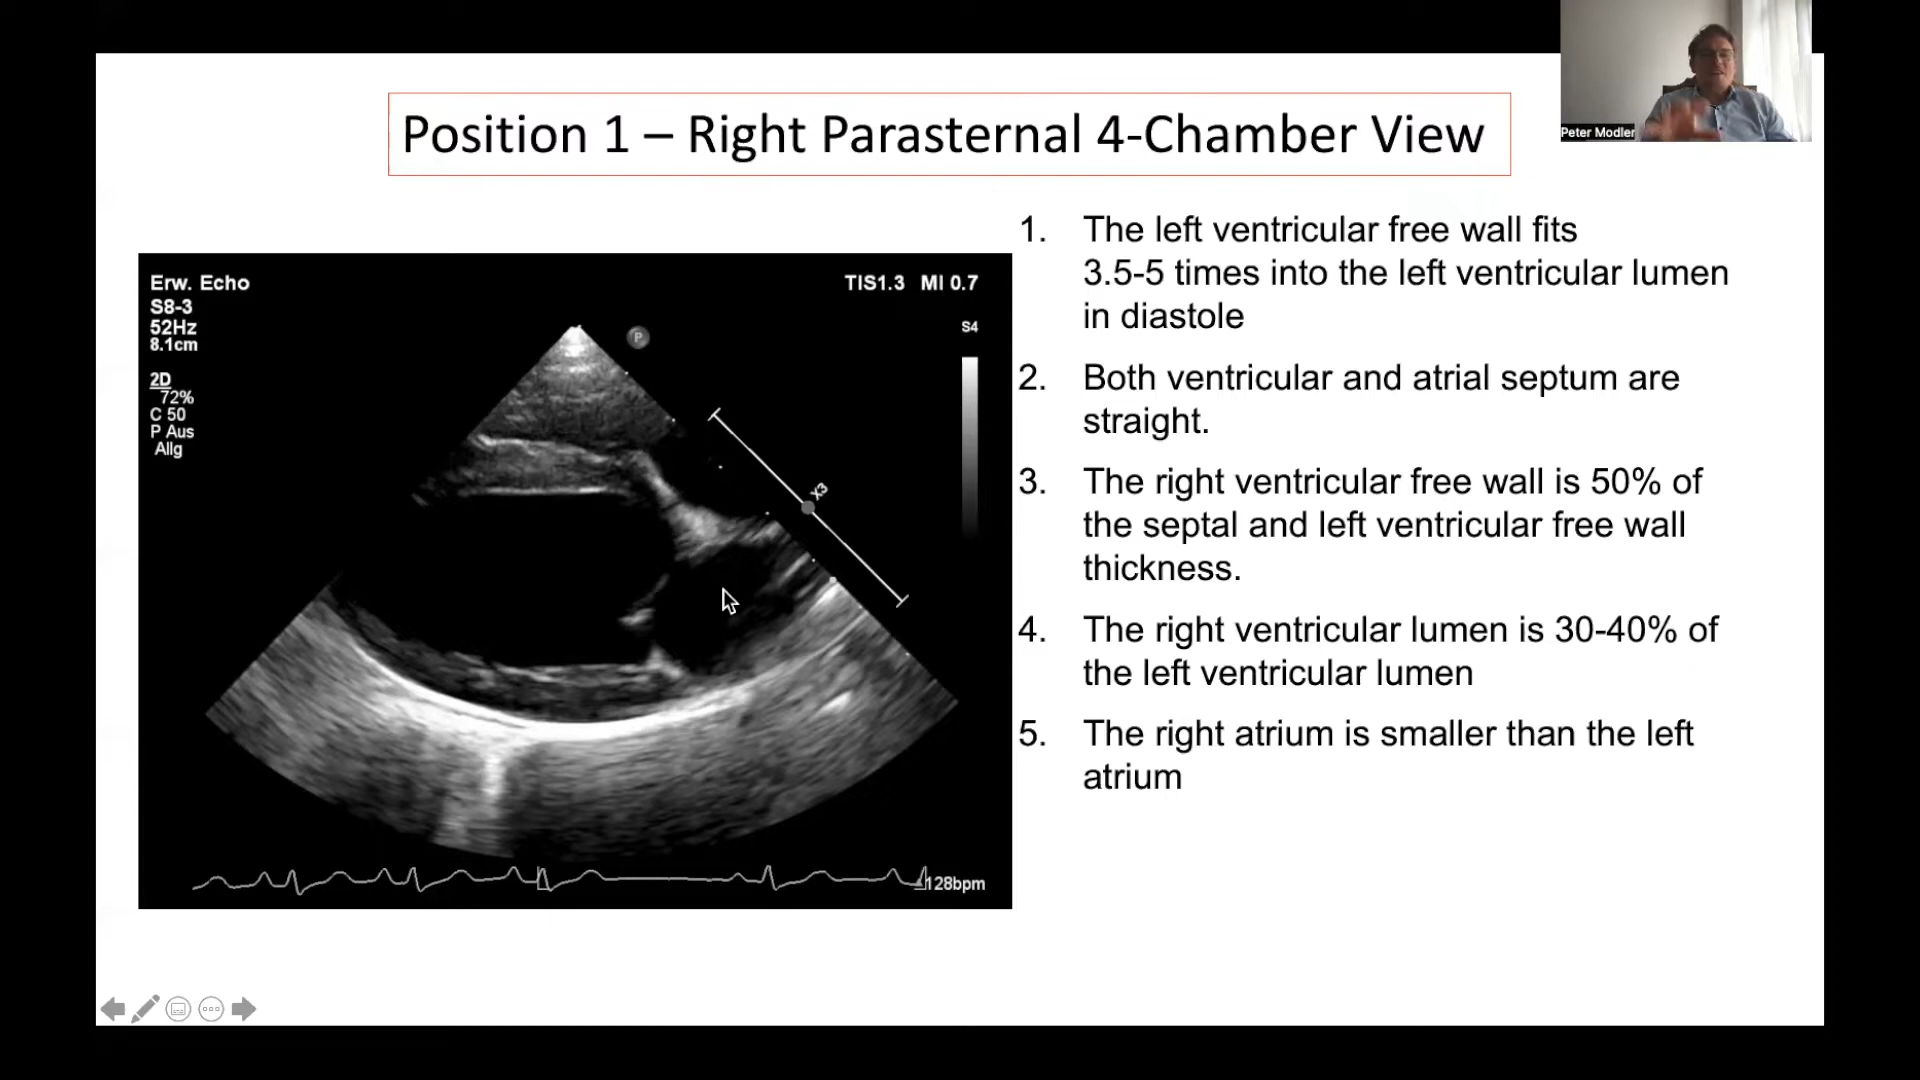 Position 1 – Right Parasternal 4-Chamber View
Peter Modler
1. The left ventricular free wall fits
3.5-5 times into the left ventricular lumen
in diastole
2. Both ventricular and atrial septum are
straight.
3. The right ventricular free wall is 50% of
the septal and left ventricular free wall
thickness.
4. The right ventricular lumen is 30-40% of
the left ventricular lumen
5. The right atrium is smaller than the left
atrium
Erw. Echo
S8-3
52Hz
8.1cm
2D
72%
C 50
P Aus
Allg
TIS1.3 MI 0.7
S4
P
X3
128bpm